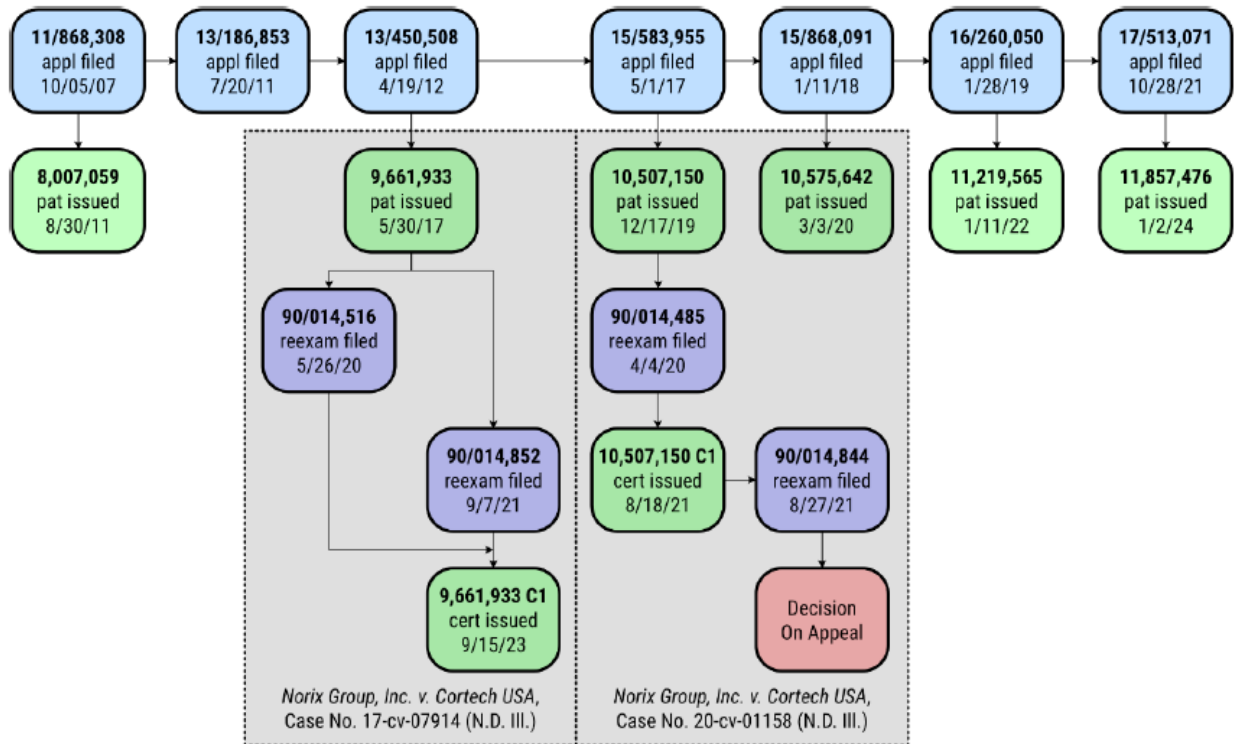 11/868,308
appl filed
10/05/07
13/186,853
appl filed
7/20/11
13/450,508
appl filed
4/19/12
15/583,955
appl filed
5/1/17
15/868,091
appl filed
1/11/18
16/260,050
appl filed
1/28/19
17/513,071
appl filed
10/28/21
8,007,059
pat issued
8/30/11
9,661,933
pat issued
5/30/17
10,507,150
pat issued
12/17/19
10,575,642
pat issued
3/3/20
11,219,565
pat issued
1/11/22
11,857,476
pat issued
1/2/24
90/014,516
reexam filed
5/26/20
90/014,485
reexam filed
4/4/20
90/014,852
reexam filed
9/7/21
10,507,150 C1
cert issued
8/18/21
90/014,844
reexam filed
8/27/21
9,661,933 C1
cert issued
9/15/23
Decision
On Appeal
Norix Group, Inc. v. Cortech USA,
Case No. 17-cv-07914 (N.D. Ill.)
Norix Group, Inc. v. Cortech USA,
Case No. 20-cv-01158 (N.D. Ill.)